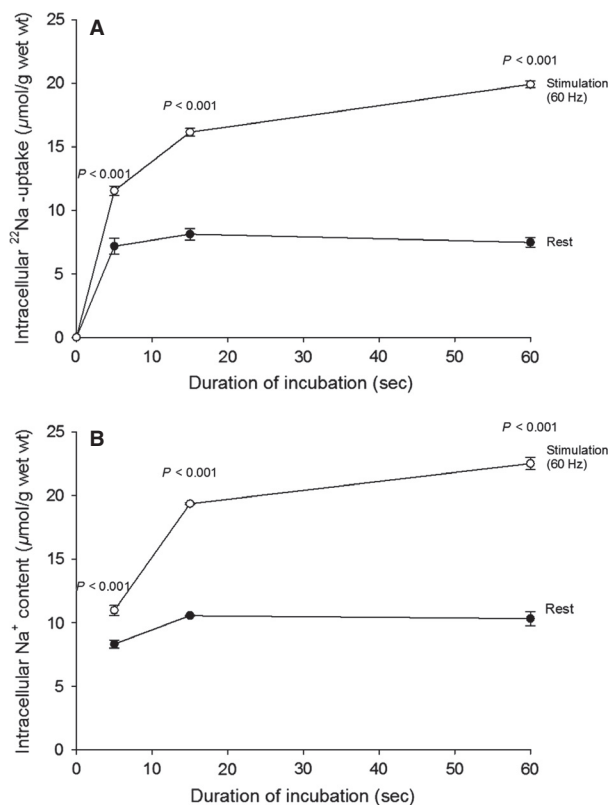 A
Intracellular ²²Na -uptake (µmol/g wet wt)
25
20
15
10
5
0
P < 0.001
P < 0.001
P < 0.001
Stimulation
(60 Hz)
Rest
0 10 20 30 40 50 60
Duration of incubation (sec)
B
Intracellular Na⁺ content (µmol/g wet wt)
25
20
15
10
5
0
P < 0.001
P < 0.001
P < 0.001
Stimulation
(60 Hz)
Rest
0 10 20 30 40 50 60
Duration of incubation (sec)